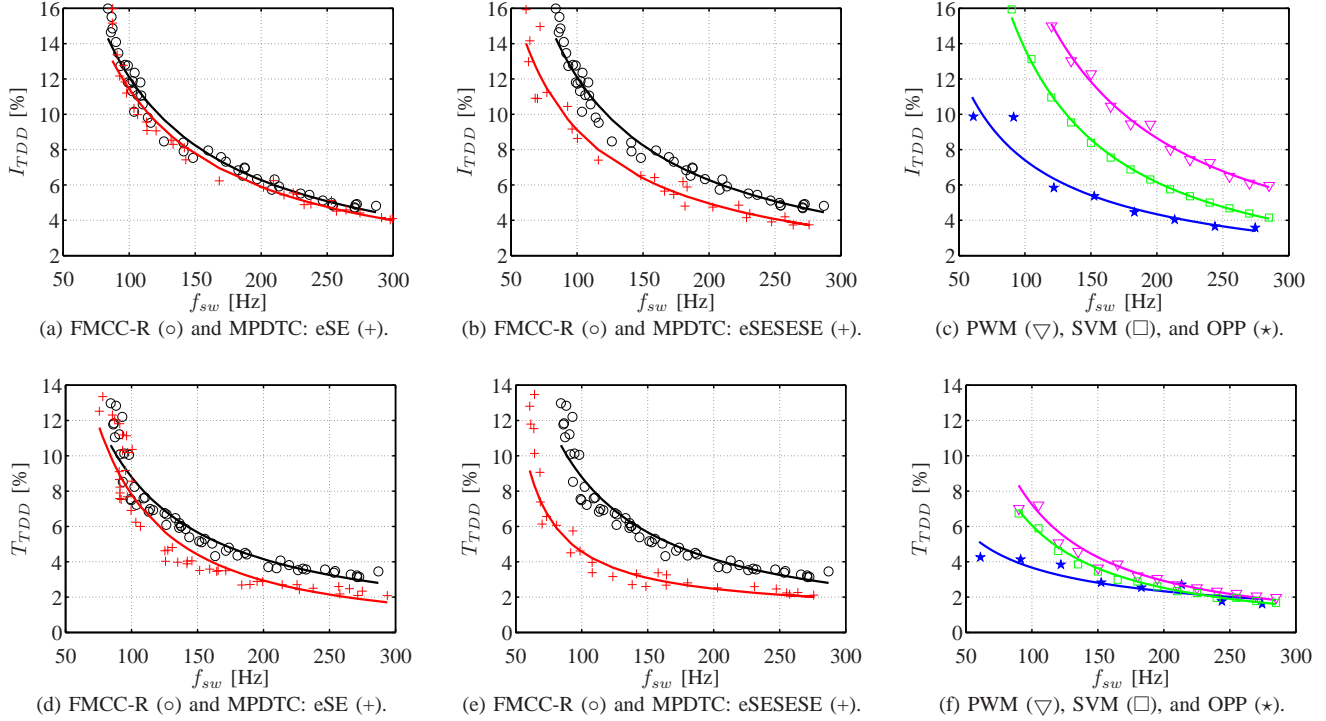 16
14
12
10
8
6
4
2
I_TDD [%]
50 100 150 200 250 300
f_sw [Hz]
(a) FMCC-R (○) and MPDTC: eSE (+).
16
14
12
10
8
6
4
2
I_TDD [%]
50 100 150 200 250 300
f_sw [Hz]
(b) FMCC-R (○) and MPDTC: eSESESE (+).
16
14
12
10
8
6
4
2
I_TDD [%]
50 100 150 200 250 300
f_sw [Hz]
(c) PWM (▽), SVM (□), and OPP (⋆).
14
12
10
8
6
4
2
0
T_TDD [%]
50 100 150 200 250 300
f_sw [Hz]
(d) FMCC-R (○) and MPDTC: eSE (+).
14
12
10
8
6
4
2
0
T_TDD [%]
50 100 150 200 250 300
f_sw [Hz]
(e) FMCC-R (○) and MPDTC: eSESESE (+).
14
12
10
8
6
4
2
0
T_TDD [%]
50 100 150 200 250 300
f_sw [Hz]
(f) PWM (▽), SVM (□), and OPP (⋆).